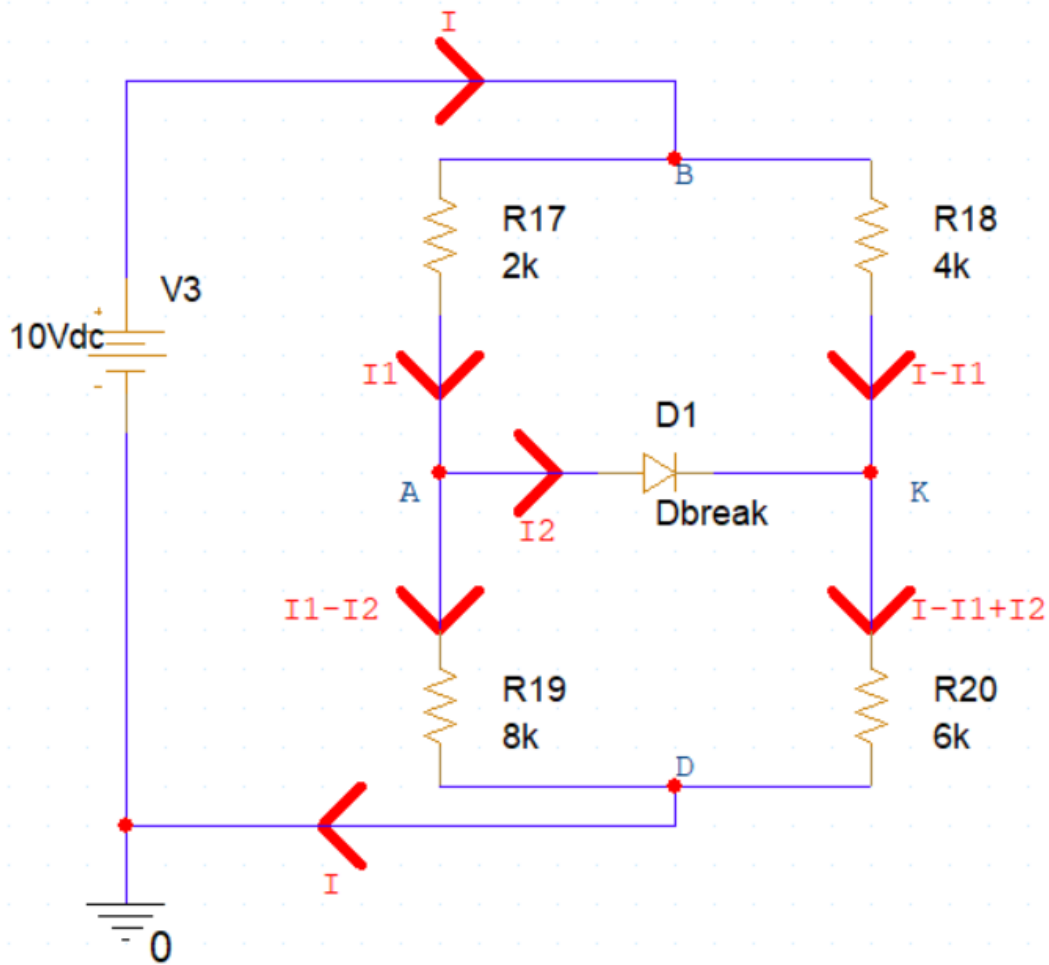 I
B
R17
2k
R18
4k
V3
10Vdc
+
-
I1
I-I1
D1
A
K
Dbreak
I2
I1-I2
I-I1+I2
R19
8k
R20
6k
D
I
0